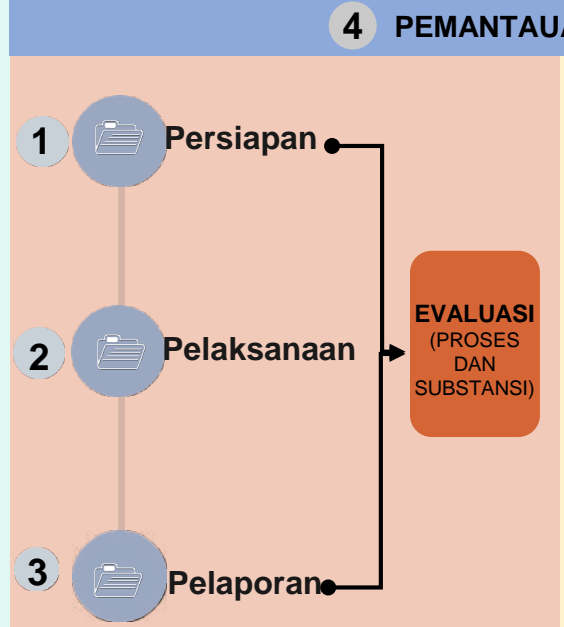 4 PEMANTAUA
1 Persiapan
EVALUASI
(PROSES
DAN
SUBSTANSI)
2 Pelaksanaan
3 Pelaporan